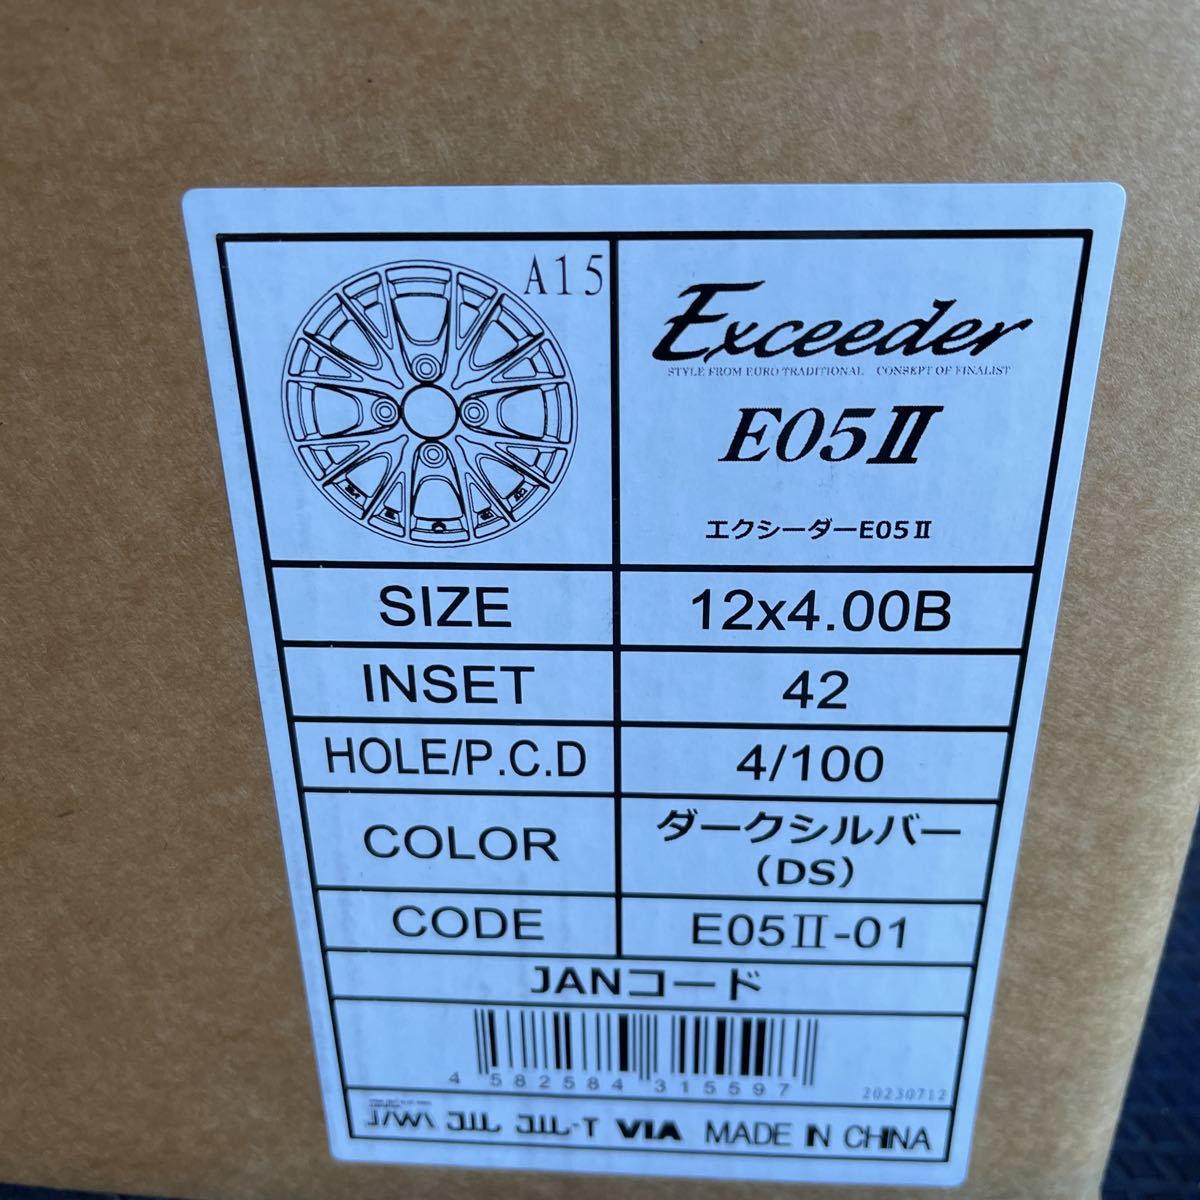 A15
Exceeder
STYLE FROM EURO TRADITIONAL CONSEPT OF FINALIST
E05Ⅱ
エクシーダーE05Ⅱ
SIZE 12x4.00B
INSET 42
HOLE/P.C.D 4/100
COLOR ダークシルバー
(DS)
CODE E05Ⅱ-01
JANコード
4 582584 315597
20230712
JWL JWL-T VIA MADE IN CHINA